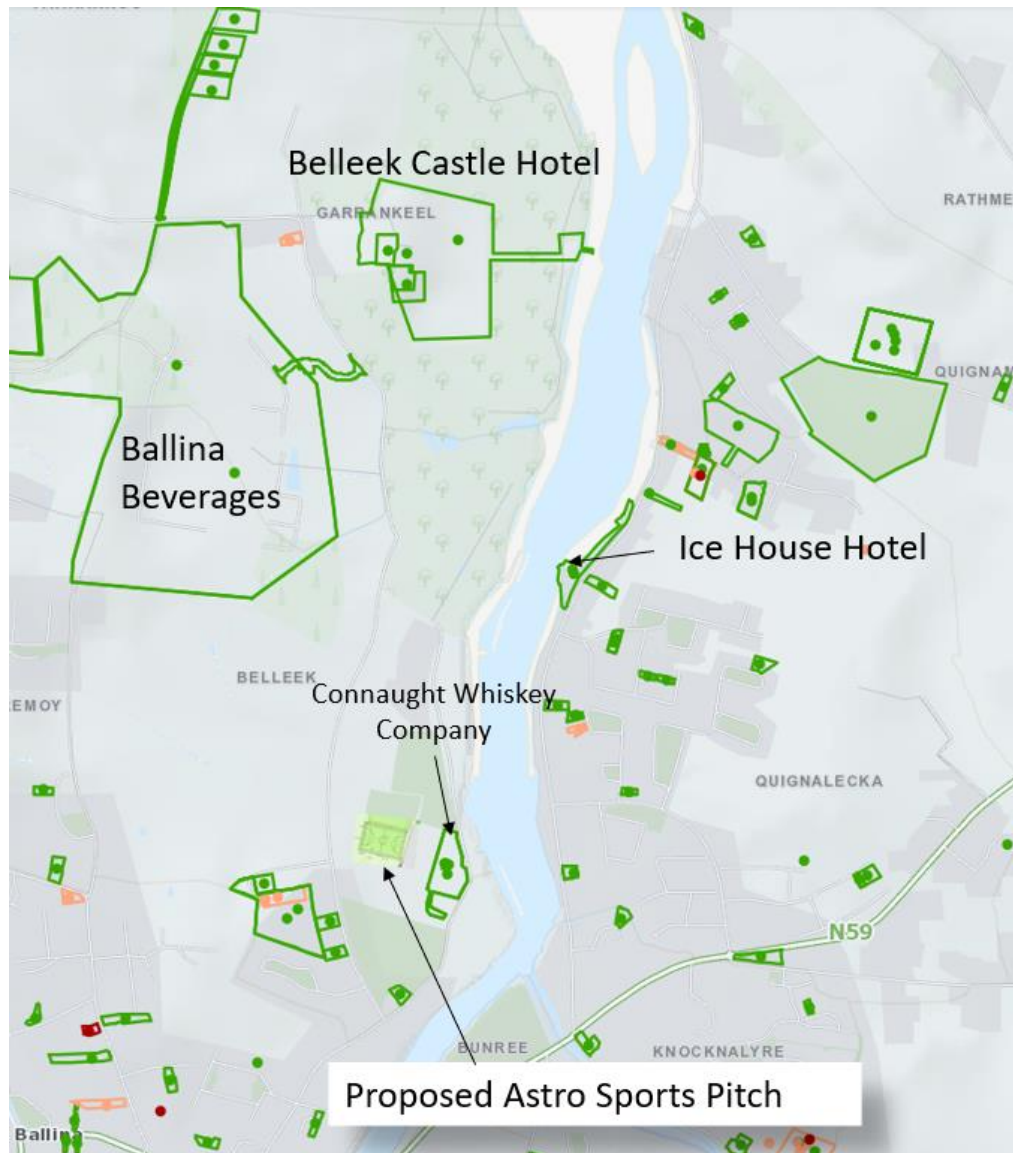 Belleek Castle Hotel
GARRANKEEL
RATHME
QUIGNAM
Ballina
Beverages
Ice House Hotel
BELLEEK
EMOY
Connaught Whiskey
Company
QUIGNALECKA
N59
BUNREE
KNOCKNALYRE
Proposed Astro Sports Pitch
Ballina